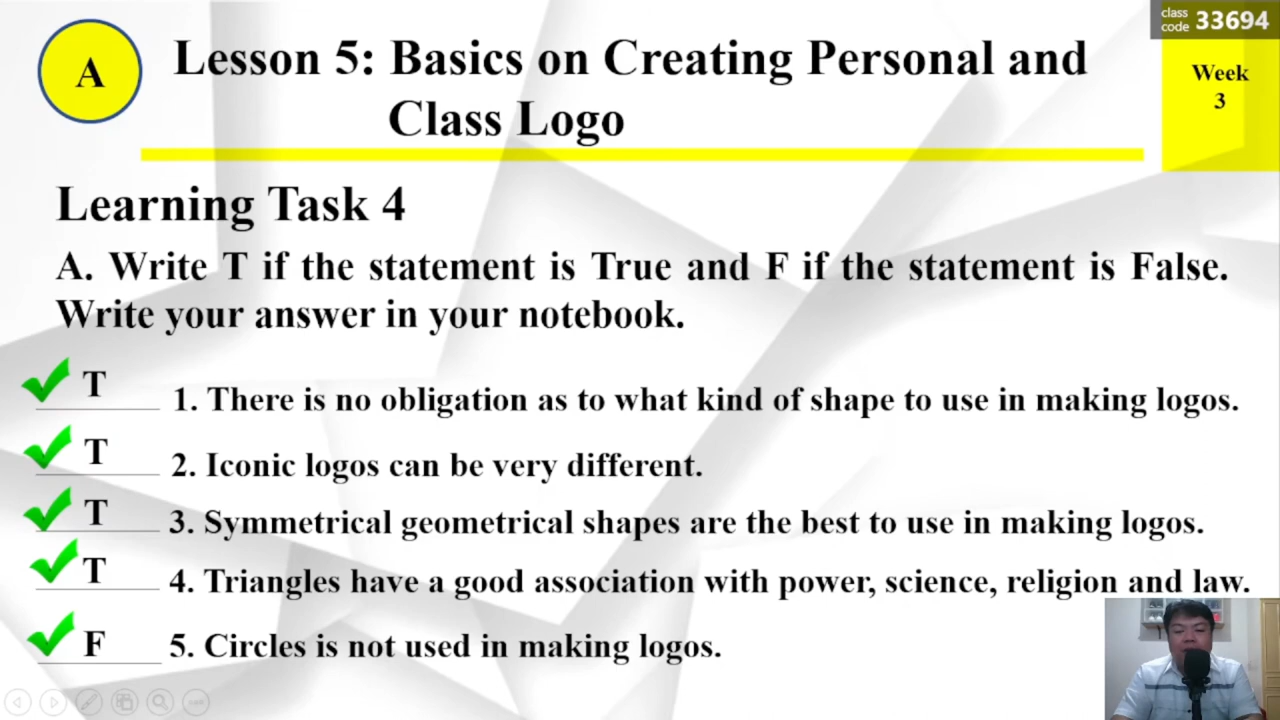 class code 33694
A
Lesson 5: Basics on Creating Personal and
Class Logo
Week
3
Learning Task 4
A. Write T if the statement is True and F if the statement is False.
Write your answer in your notebook.
T 1. There is no obligation as to what kind of shape to use in making logos.
T 2. Iconic logos can be very different.
T 3. Symmetrical geometrical shapes are the best to use in making logos.
T 4. Triangles have a good association with power, science, religion and law.
F 5. Circles is not used in making logos.